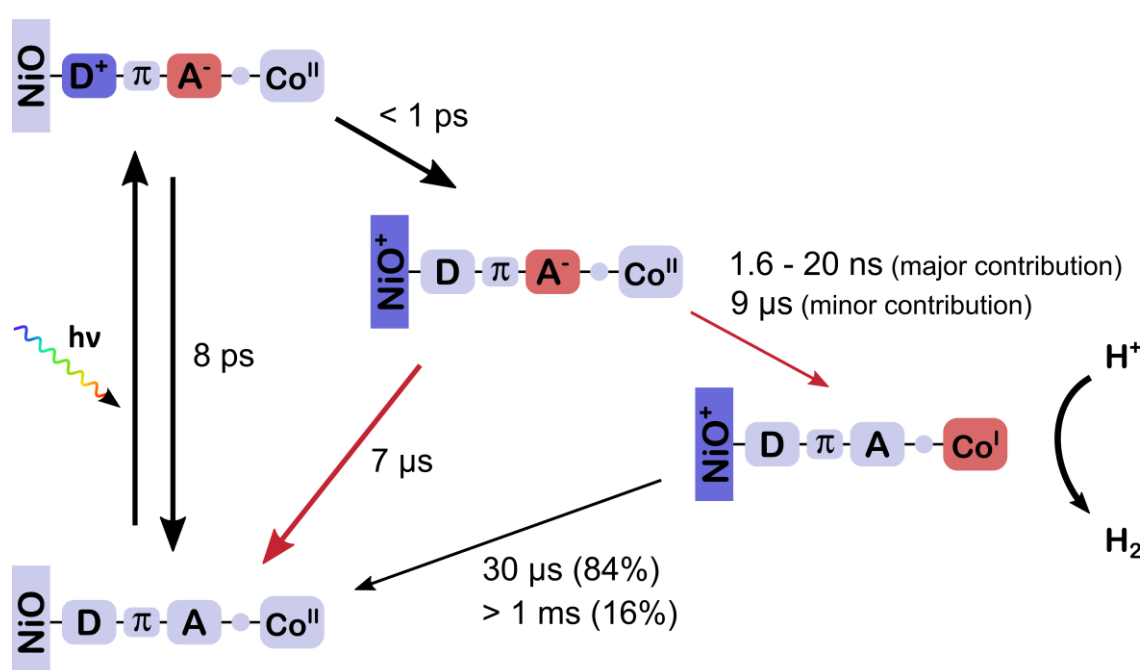 NiO D⁺ π A⁻ Coᴵᴵ
< 1 ps
NiO⁺ D π A⁻ Coᴵᴵ
1.6 - 20 ns (major contribution)
9 µs (minor contribution)
hν
8 ps
H⁺
7 µs
NiO⁺ D π A Coᴵ
H₂
30 µs (84%)
> 1 ms (16%)
NiO D π A Coᴵᴵ